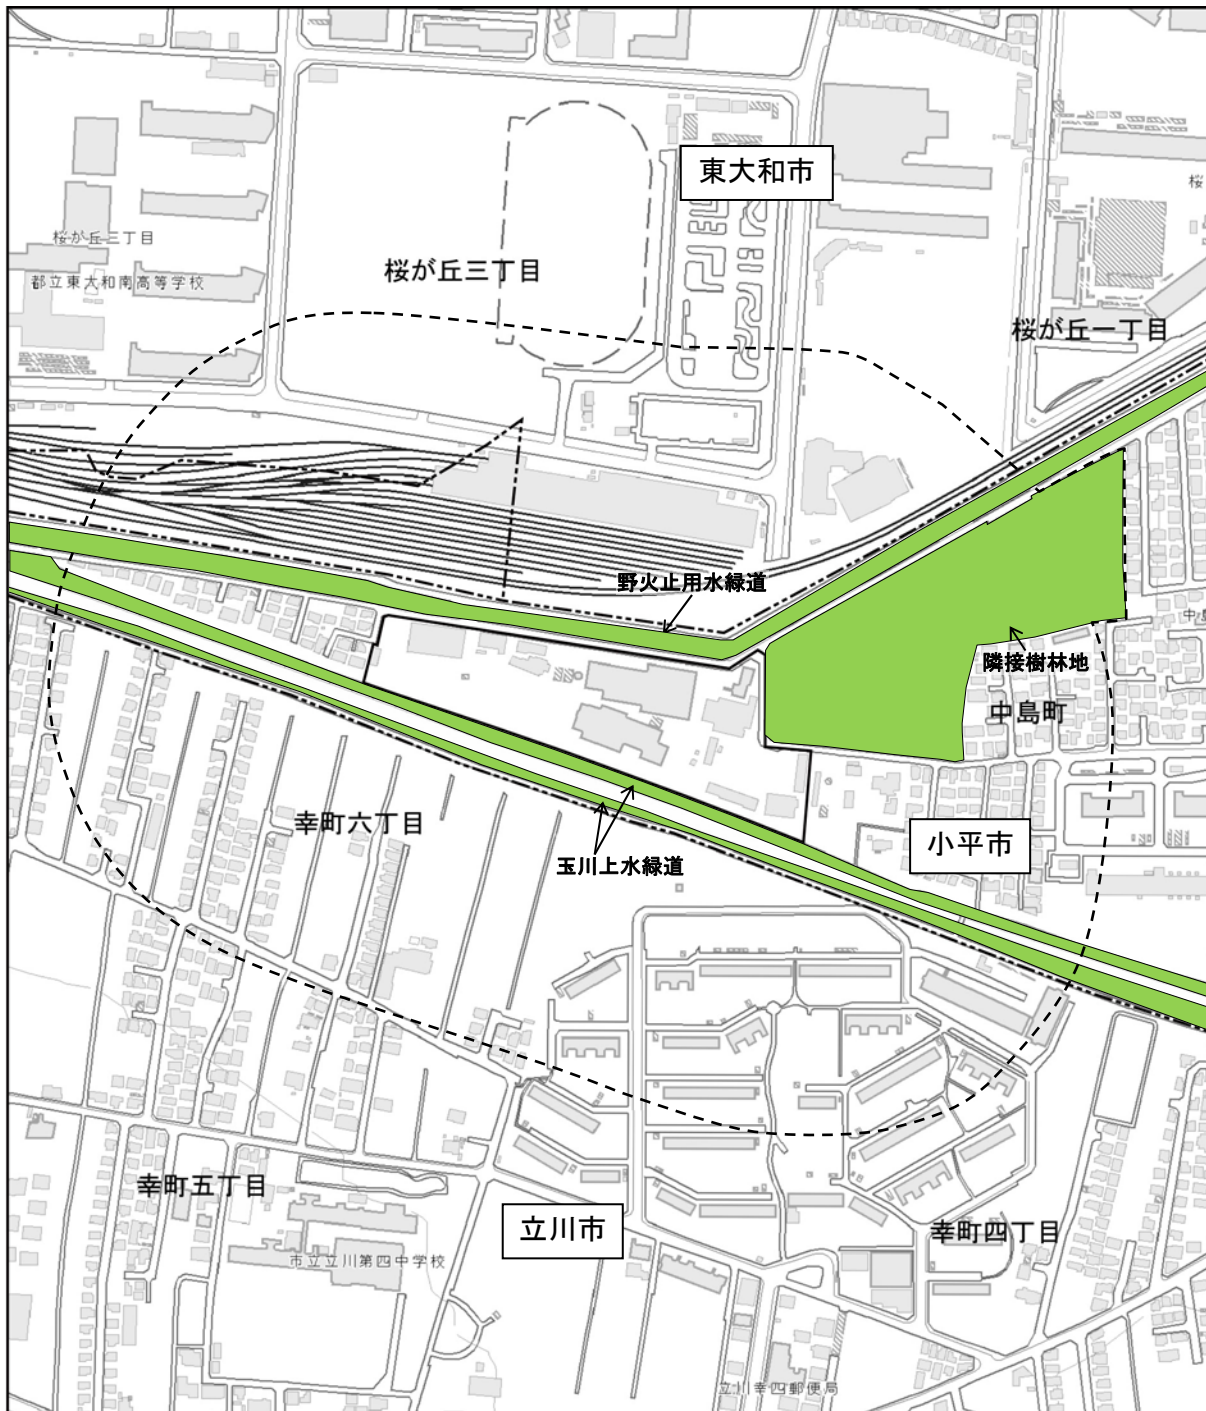 東大和市
桜
桜が丘三丁目
桜が丘三丁目
都立東大和南高等学校
桜が丘一丁目
野火止用水緑道
隣接樹林地
中島町
幸町六丁目
小平市
玉川上水緑道
幸町五丁目
立川市
幸町四丁目
市立立川第四中学校
立川幸四郵便局